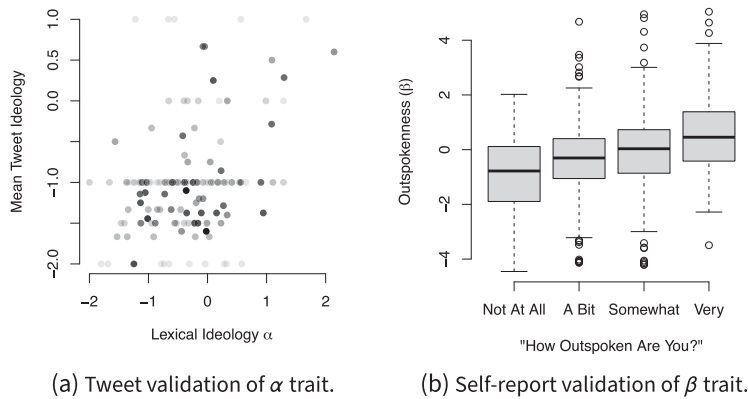 1.0
0.5
0.0
−1.0
−2.0
Mean Tweet Ideology
−2 −1 0 1 2
Lexical Ideology α
(a) Tweet validation of α trait.
4
2
0
−2
−4
Outspokenness (β)
Not At All A Bit Somewhat Very
"How Outspoken Are You?"
(b) Self-report validation of β trait.